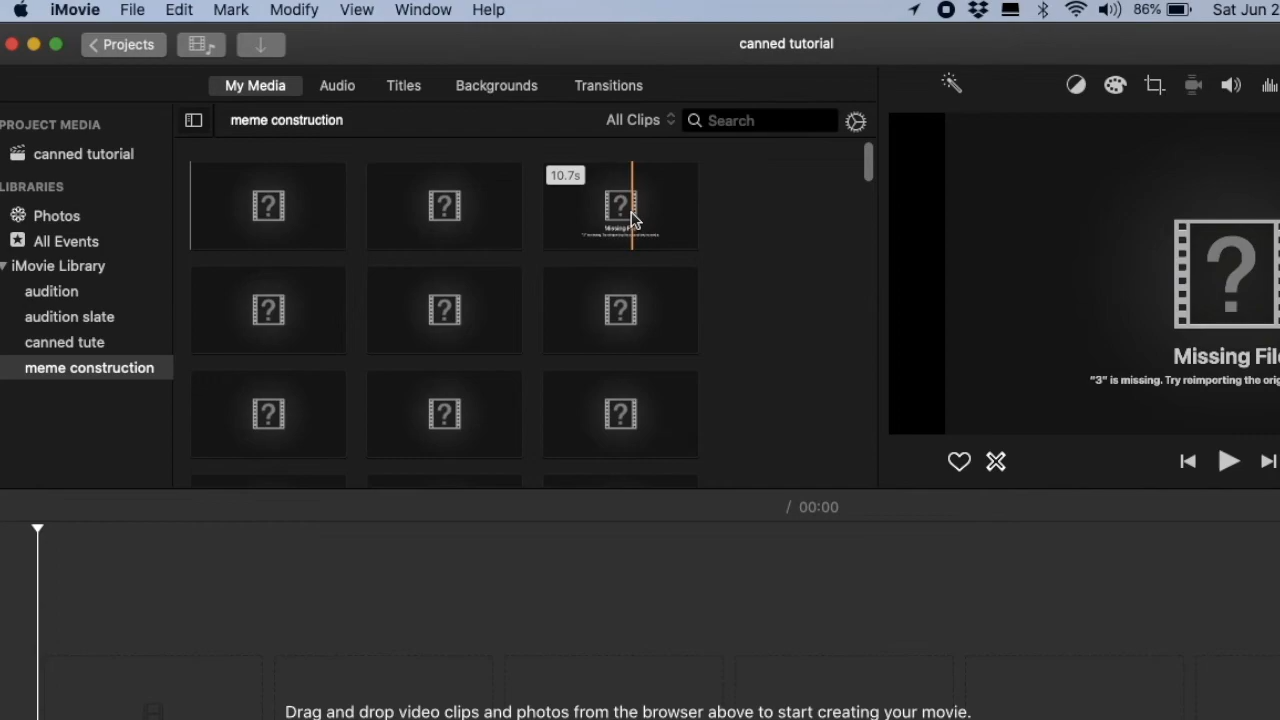 iMovie File Edit Mark Modify View Window Help 86% Sat Jun 2
Projects canned tutorial
My Media Audio Titles Backgrounds Transitions
PROJECT MEDIA
meme construction All Clips Search
canned tutorial
10.7s
LIBRARIES
Photos
All Events
iMovie Library
audition
audition slate
canned tute
meme construction
Missing File
"3" is missing. Try reimporting the orig
/ 00:00
Drag and drop video clips and photos from the browser above to start creating your movie.